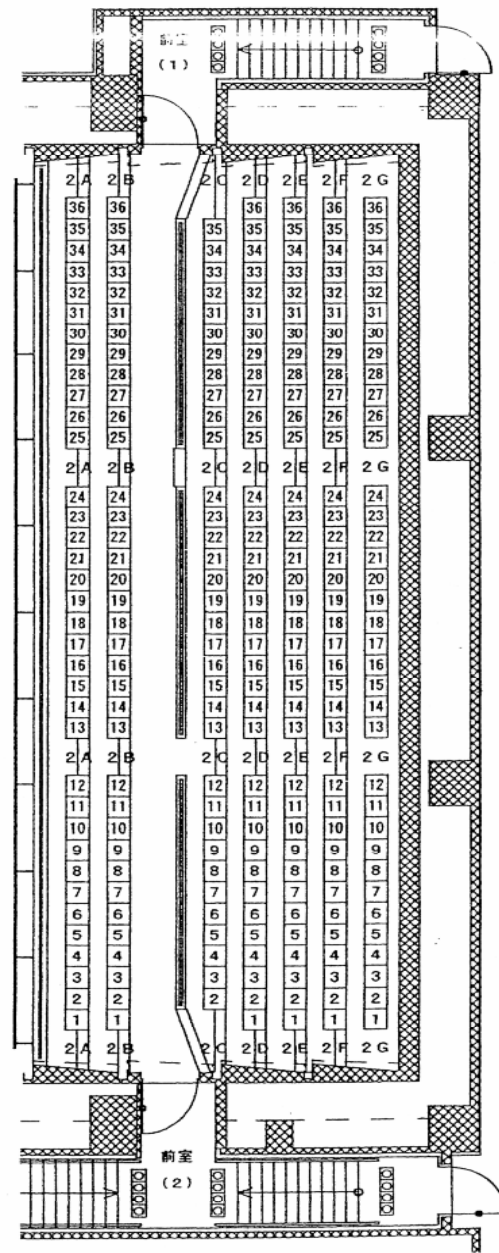 (1)
2A 2B 2C 2D 2E 2F 2G
36 36 36 36 36 36
35 35 35 35 35 35 35
34 34 34 34 34 34 34
33 33 33 33 33 33 33
32 32 32 32 32 32 32
31 31 31 31 31 31 31
30 30 30 30 30 30 30
29 29 29 29 29 29 29
28 28 28 28 28 28 28
27 27 27 27 27 27 27
26 26 26 26 26 26 26
25 25 25 25 25 25 25
2A 2B 2C 2D 2E 2F 2G
24 24 24 24 24 24 24
23 23 23 23 23 23 23
22 22 22 22 22 22 22
21 21 21 21 21 21 21
20 20 20 20 20 20 20
19 19 19 19 19 19 19
18 18 18 18 18 18 18
17 17 17 17 17 17 17
16 16 16 16 16 16 16
15 15 15 15 15 15 15
14 14 14 14 14 14 14
13 13 13 13 13 13 13
2A 2B 2C 2D 2E 2F 2G
12 12 12 12 12 12 12
11 11 11 11 11 11 11
10 10 10 10 10 10 10
9 9 9 9 9 9 9
8 8 8 8 8 8 8
7 7 7 7 7 7 7
6 6 6 6 6 6 6
5 5 5 5 5 5 5
4 4 4 4 4 4 4
3 3 3 3 3 3 3
2 2 2 2 2 2 2
1 1 1 1 1 1
2A 2B 2C 2D 2E 2F 2G
前室
(2)